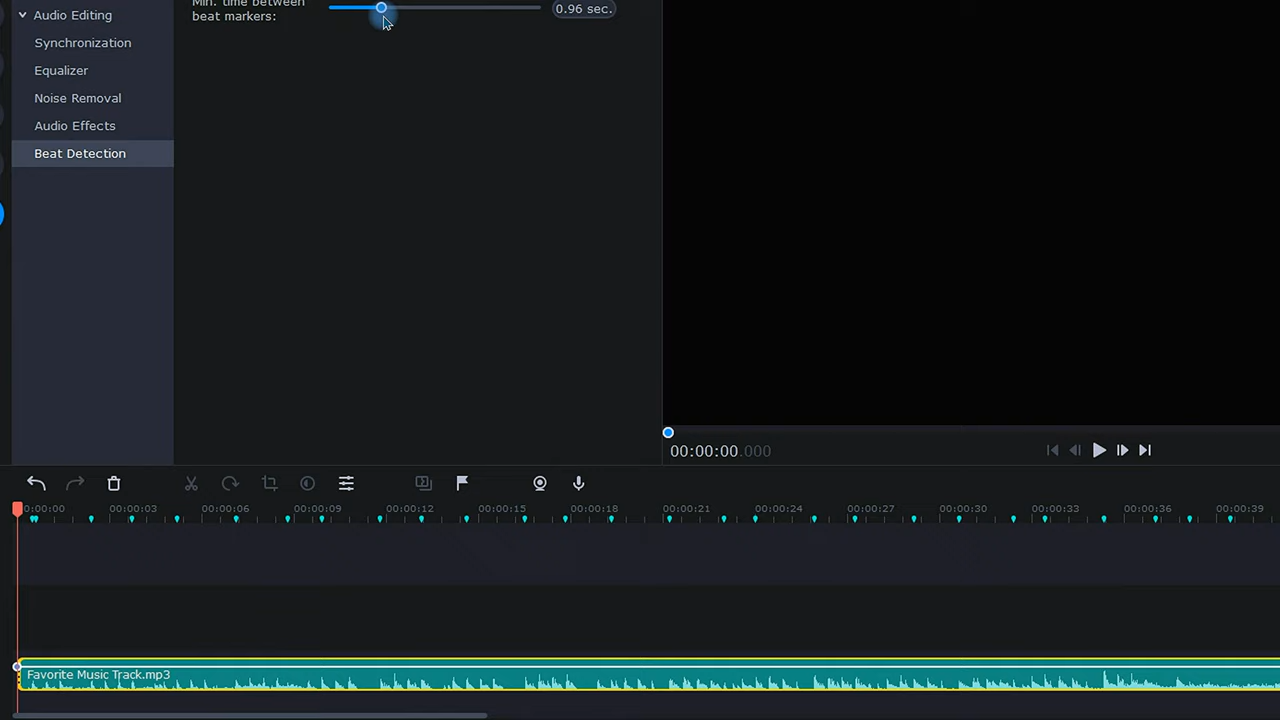 Min. time between
beat markers:
0.96 sec.
Audio Editing
Synchronization
Equalizer
Noise Removal
Audio Effects
Beat Detection
00:00:00.000
0:00:00
00:00:03
00:00:06
00:00:09
00:00:12
00:00:15
00:00:18
00:00:21
00:00:24
00:00:27
00:00:30
00:00:33
00:00:36
00:00:39
Favorite Music Track.mp3